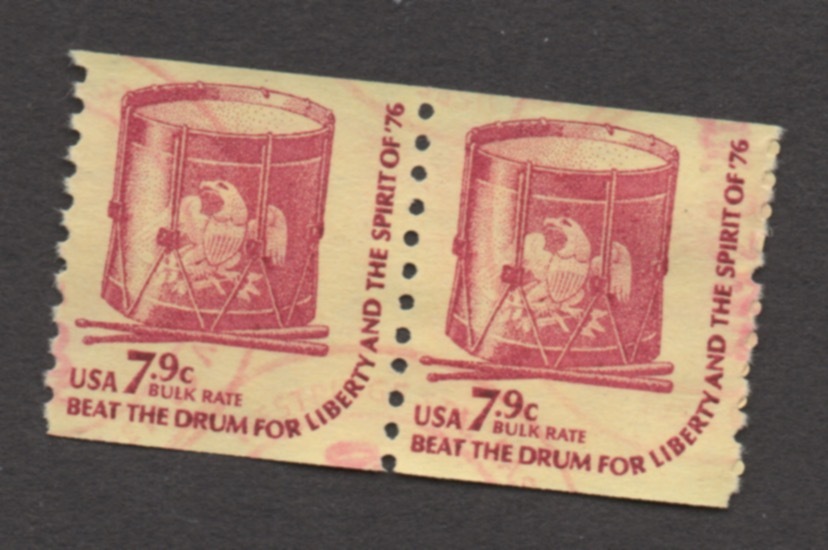 USA 7.9c
BULK RATE
BEAT THE DRUM FOR LIBERTY AND THE SPIRIT OF '76
USA 7.9c
BULK RATE
BEAT THE DRUM FOR LIBERTY AND THE SPIRIT OF '76